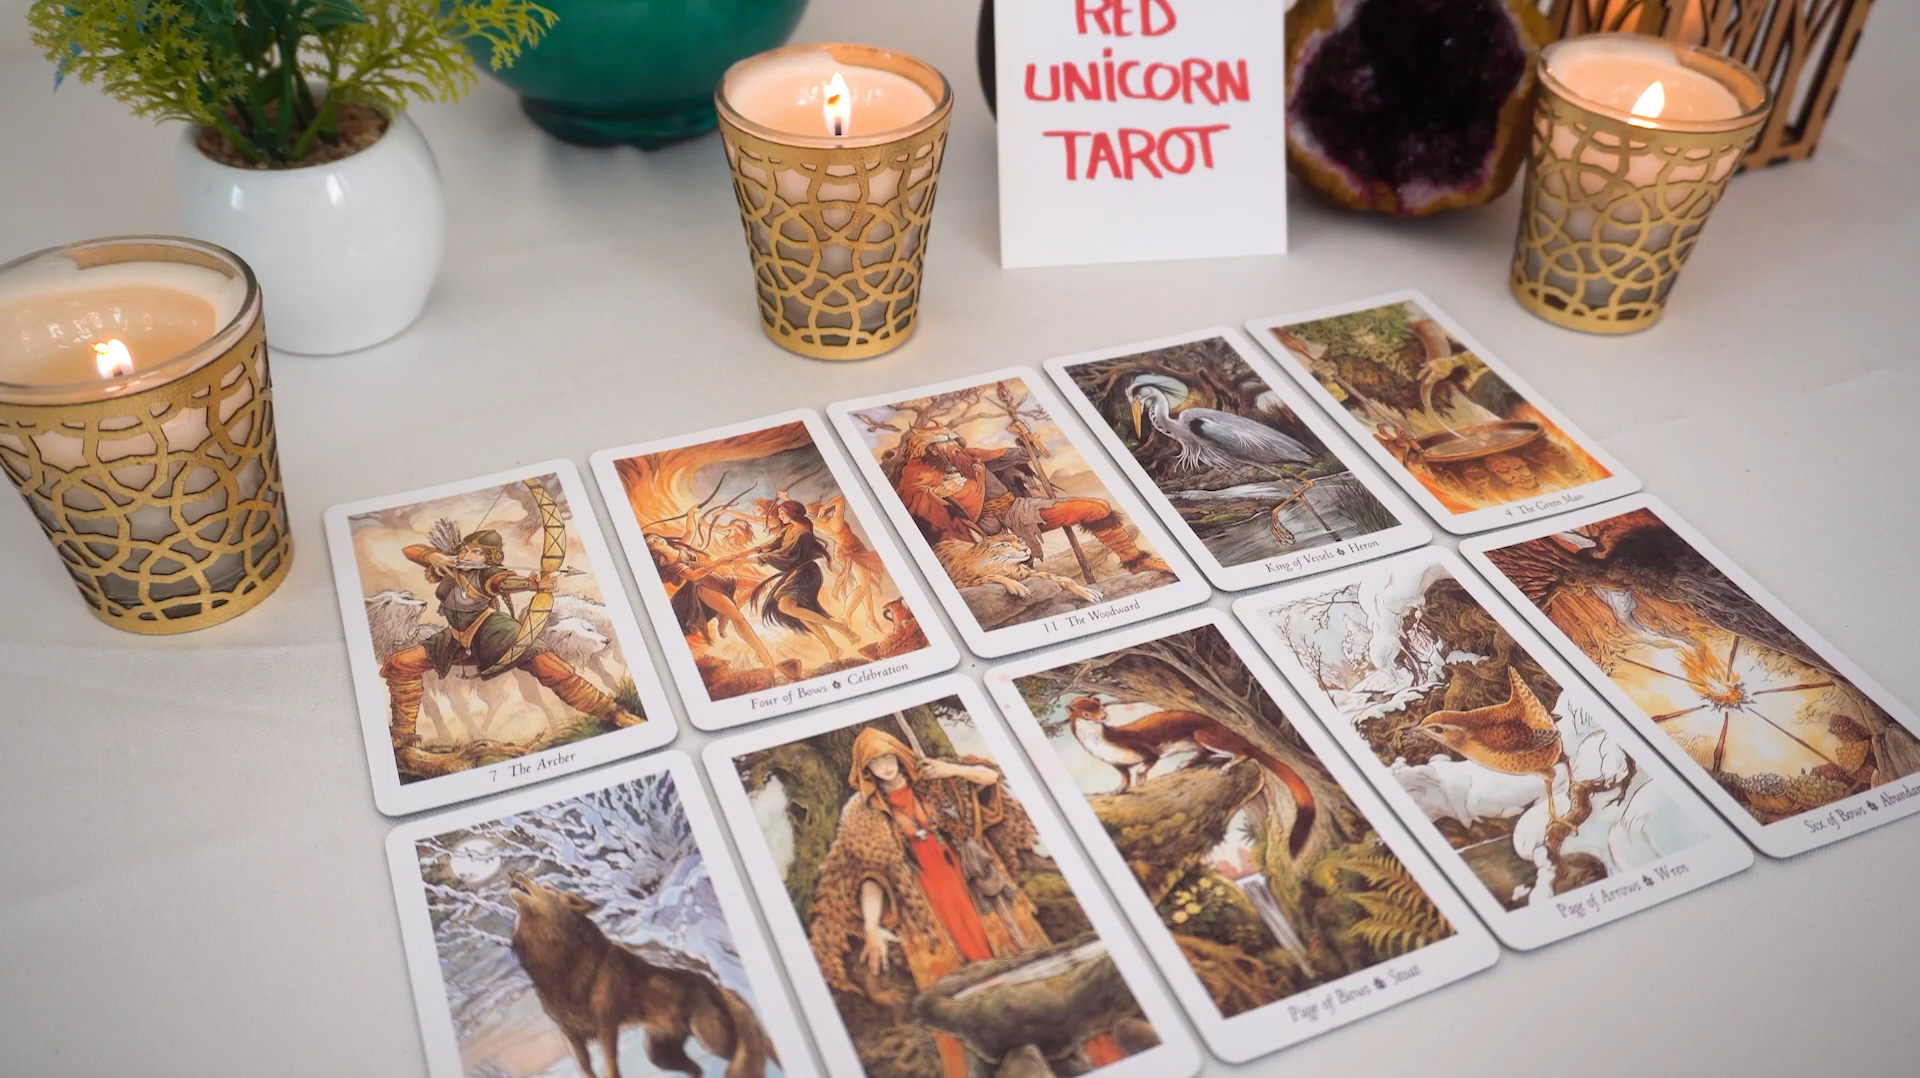 RED
UNiCORN
TAROT
7 The Archer
Four of Bows Celebration
11 The Woodward
King of Vessels Heron
4 The Green Man
Page of Bows Stoat
Page of Arrows Wren
Six of Bows